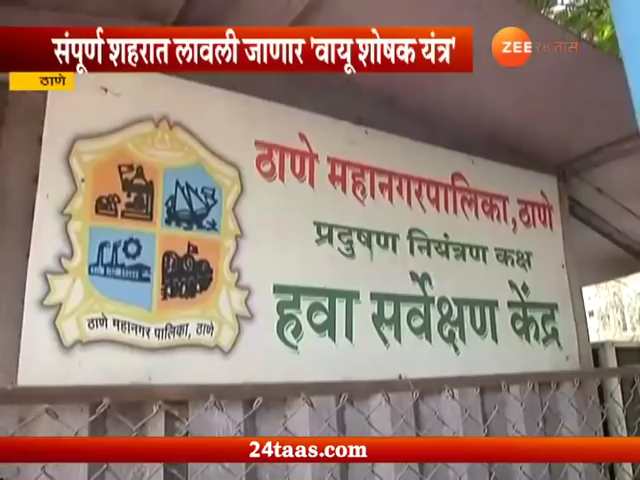 संपूर्ण शहरात लावली जाणार 'वायू शोषक यंत्र'
ZEE २४ तास
ठाणे
ठाणे महानगरपालिका, ठाणे
प्रदुषण नियंत्रण कक्ष
हवा सर्वेक्षण केंद्र
ठाणे महानगर पालिका, ठाणे
24taas.com